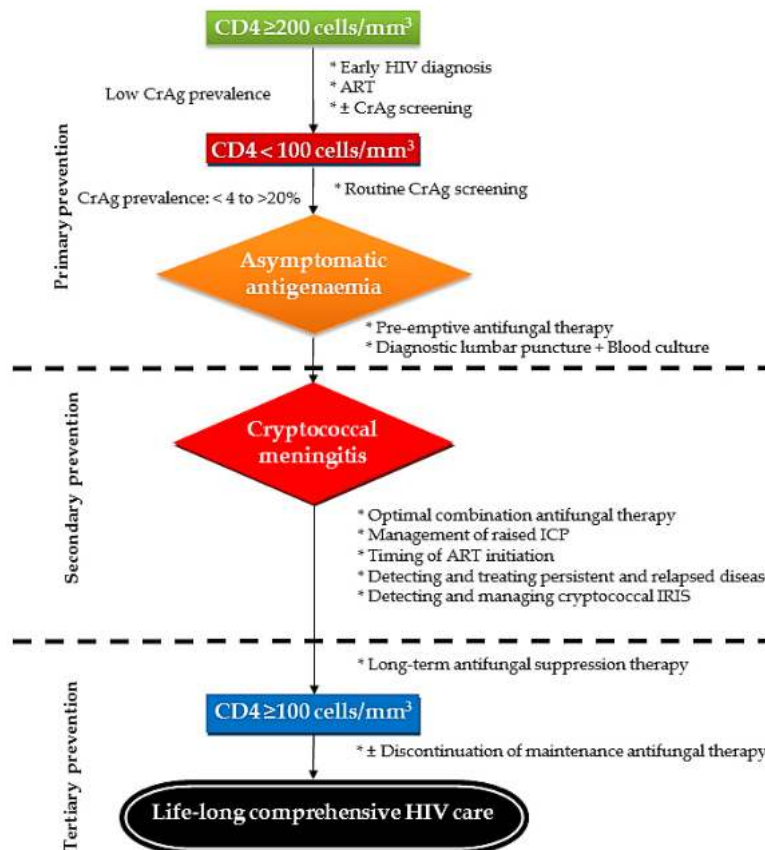 CD4 ≥200 cells/mm³
* Early HIV diagnosis
* ART
* ± CrAg screening
Low CrAg prevalence
CD4 < 100 cells/mm³
* Routine CrAg screening
CrAg prevalence: < 4 to >20%
Primary prevention
Asymptomatic
antigenaemia
* Pre-emptive antifungal therapy
* Diagnostic lumbar puncture + Blood culture
Secondary prevention
Cryptococcal
meningitis
* Optimal combination antifungal therapy
* Management of raised ICP
* Timing of ART initiation
* Detecting and treating persistent and relapsed disease
* Detecting and managing cryptococcal IRIS
Tertiary prevention
* Long-term antifungal suppression therapy
CD4 ≥100 cells/mm³
* ± Discontinuation of maintenance antifungal therapy
Life-long comprehensive HIV care